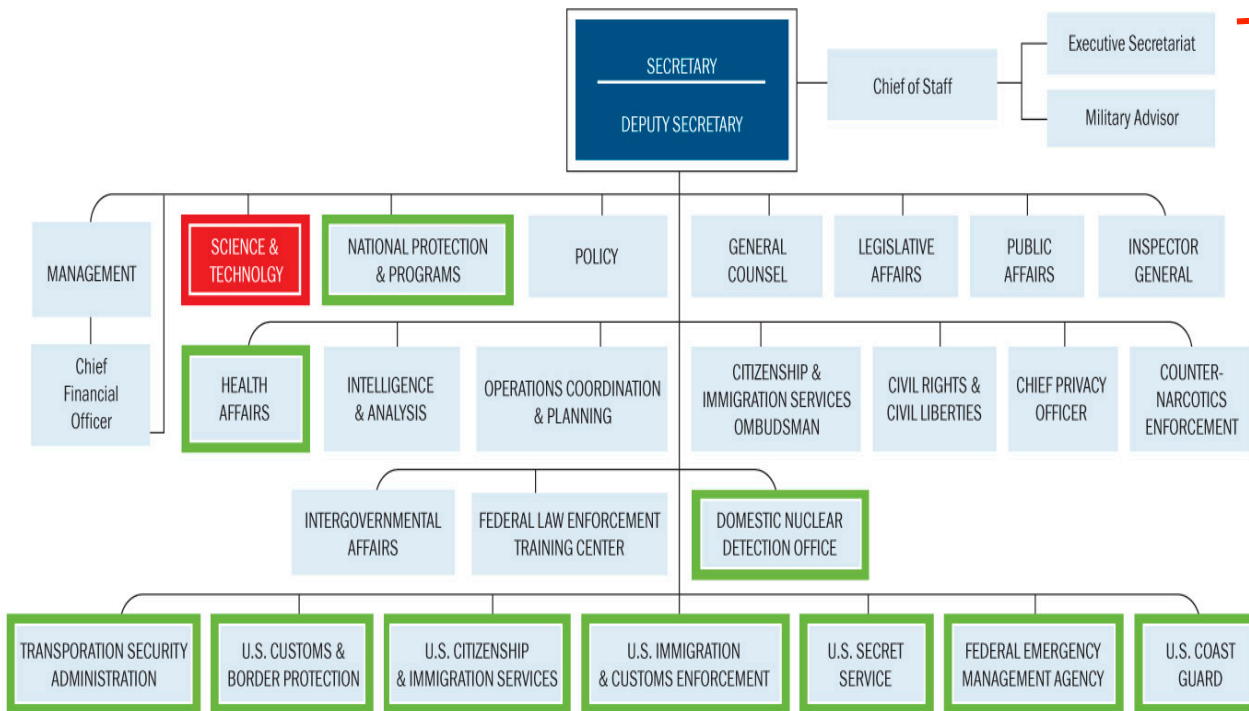 SECRETARY
DEPUTY SECRETARY
Chief of Staff
Executive Secretariat
Military Advisor
MANAGEMENT
SCIENCE &
TECHNOLGY
NATIONAL PROTECTION
& PROGRAMS
POLICY
GENERAL
COUNSEL
LEGISLATIVE
AFFAIRS
PUBLIC
AFFAIRS
INSPECTOR
GENERAL
Chief
Financial
Officer
HEALTH
AFFAIRS
INTELLIGENCE
& ANALYSIS
OPERATIONS COORDINATION
& PLANNING
CITIZENSHIP &
IMMIGRATION SERVICES
OMBUDSMAN
CIVIL RIGHTS &
CIVIL LIBERTIES
CHIEF PRIVACY
OFFICER
COUNTER-
NARCOTICS
ENFORCEMENT
INTERGOVERNMENTAL
AFFAIRS
FEDERAL LAW ENFORCEMENT
TRAINING CENTER
DOMESTIC NUCLEAR
DETECTION OFFICE
TRANSPORATION SECURITY
ADMINISTRATION
U.S. CUSTOMS &
BORDER PROTECTION
U.S. CITIZENSHIP
& IMMIGRATION SERVICES
U.S. IMMIGRATION
& CUSTOMS ENFORCEMENT
U.S. SECRET
SERVICE
FEDERAL EMERGENCY
MANAGEMENT AGENCY
U.S. COAST
GUARD